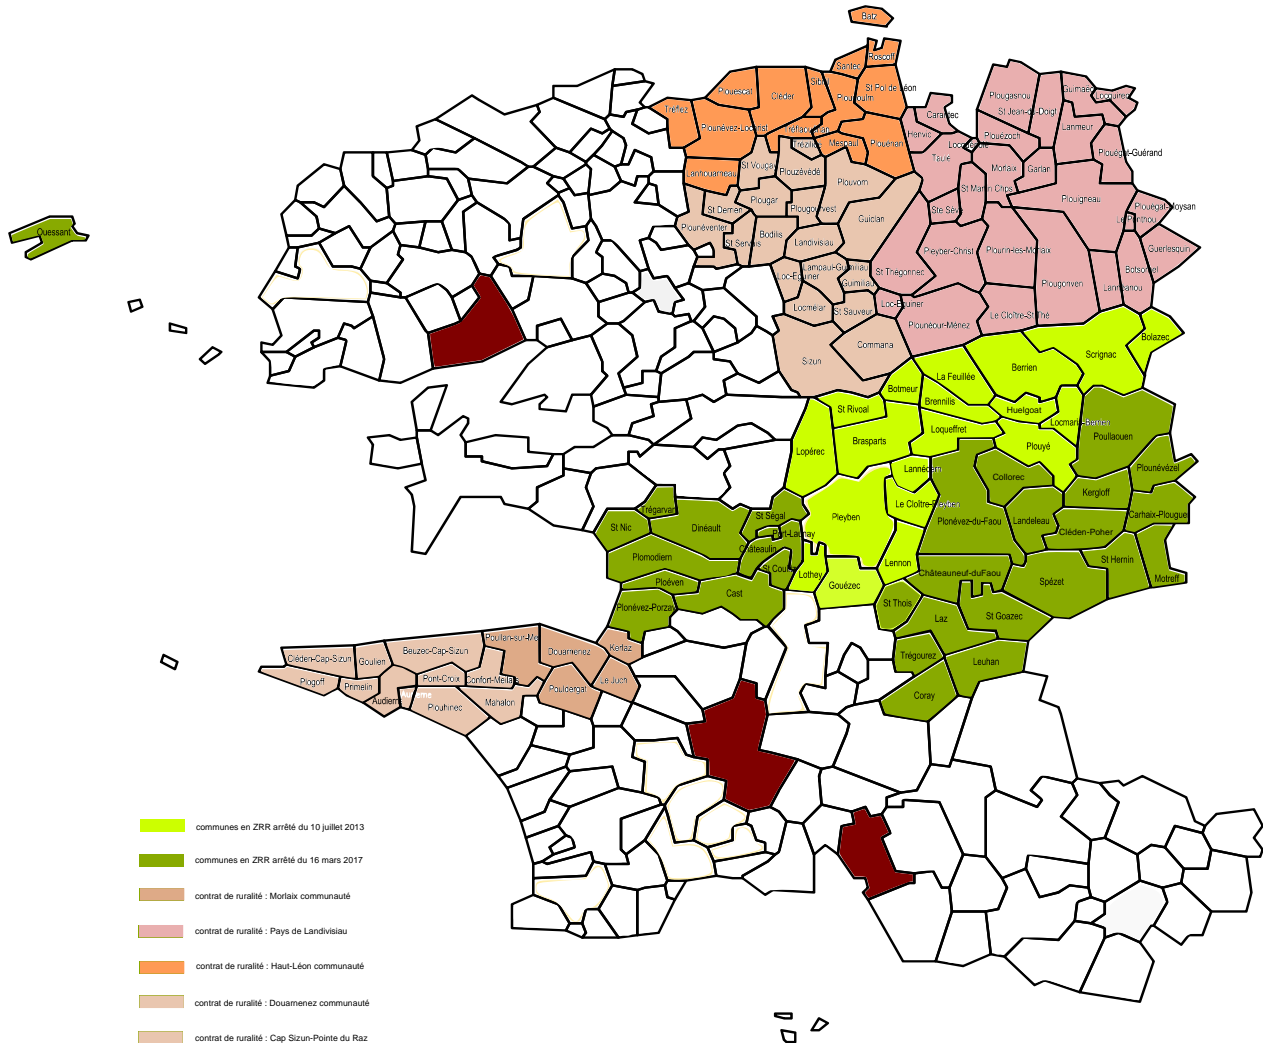 Batz
Roscoff
Santec
Sibiril
Plouescat
Cléder
St Pol de Léon
Plougoulm
Tréflez
Plounévez-Lochrist
Tréflaouénan
Trézilidé
Mespaul
Plouénan
Lanhouarneau
St Vougay
Plouzévédé
Plouvorn
Plougar
Plougourvest
Guiclan
St Derrien
Plounéventer
St Servais
Bodilis
Landivisiau
Lampaul-Guimiliau
Loc-Eguiner
Guimiliau
Locmélar
St Sauveur
Commana
Sizun
Plougasnou
St Jean-du-Doigt
Guimaëc
Locquirec
Carantec
Henvic
Locquénolé
Taulé
Plouézoch
Lanmeur
Plouégat-Guérand
Morlaix
Garlan
St Martin Chps
Plouigneau
Ste Sève
Plouégat-Moysan
Le Ponthou
Guerlesquin
Pleyber-Christ
Plourin-les-Morlaix
Botsorhel
St Thégonnec
Plougonven
Lannéanou
Loc-Eguiner
Plounéour-Ménez
Le Cloître-St Thé
Ouessant
Bolazec
Scrignac
Berrien
La Feuillée
Botmeur
Brennilis
Huelgoat
St Rivoal
Loqueffret
Locmaria-Berrien
Poullaouen
Brasparts
Plouyé
Lopérec
Lannédern
Collorec
Plounévézel
Kergloff
Le Cloître-Pleyben
Pleyben
Plonévez-du-Faou
Landeleau
Carhaix-Plouguer
Cléden-Poher
Trégarvan
St Nic
Dinéault
St Ségal
Port-Launay
Châteaulin
St Coulitz
Plomodiern
Ploéven
Cast
Plonévez-Porzay
Lothey
Gouézec
Lennon
Châteauneuf-duFaou
Spézet
St Hernin
Motreff
St Thois
Laz
St Goazec
Trégourez
Leuhan
Coray
Poullan-sur-Me
Douarnenez
Kerlaz
Le Juch
Pouldergat
Beuzec-Cap-Sizun
Cléden-Cap-Sizun
Goulien
Pont-Croix
Confort-Meilars
Plogoff
Primelin
Audierne
Plouhinec
Mahalon
communes en ZRR arrêté du 10 juillet 2013
communes en ZRR arrêté du 16 mars 2017
contrat de ruralité : Morlaix communauté
contrat de ruralité : Pays de Landivisiau
contrat de ruralité : Haut-Léon communauté
contrat de ruralité : Douarnenez communauté
contrat de ruralité : Cap Sizun-Pointe du Raz